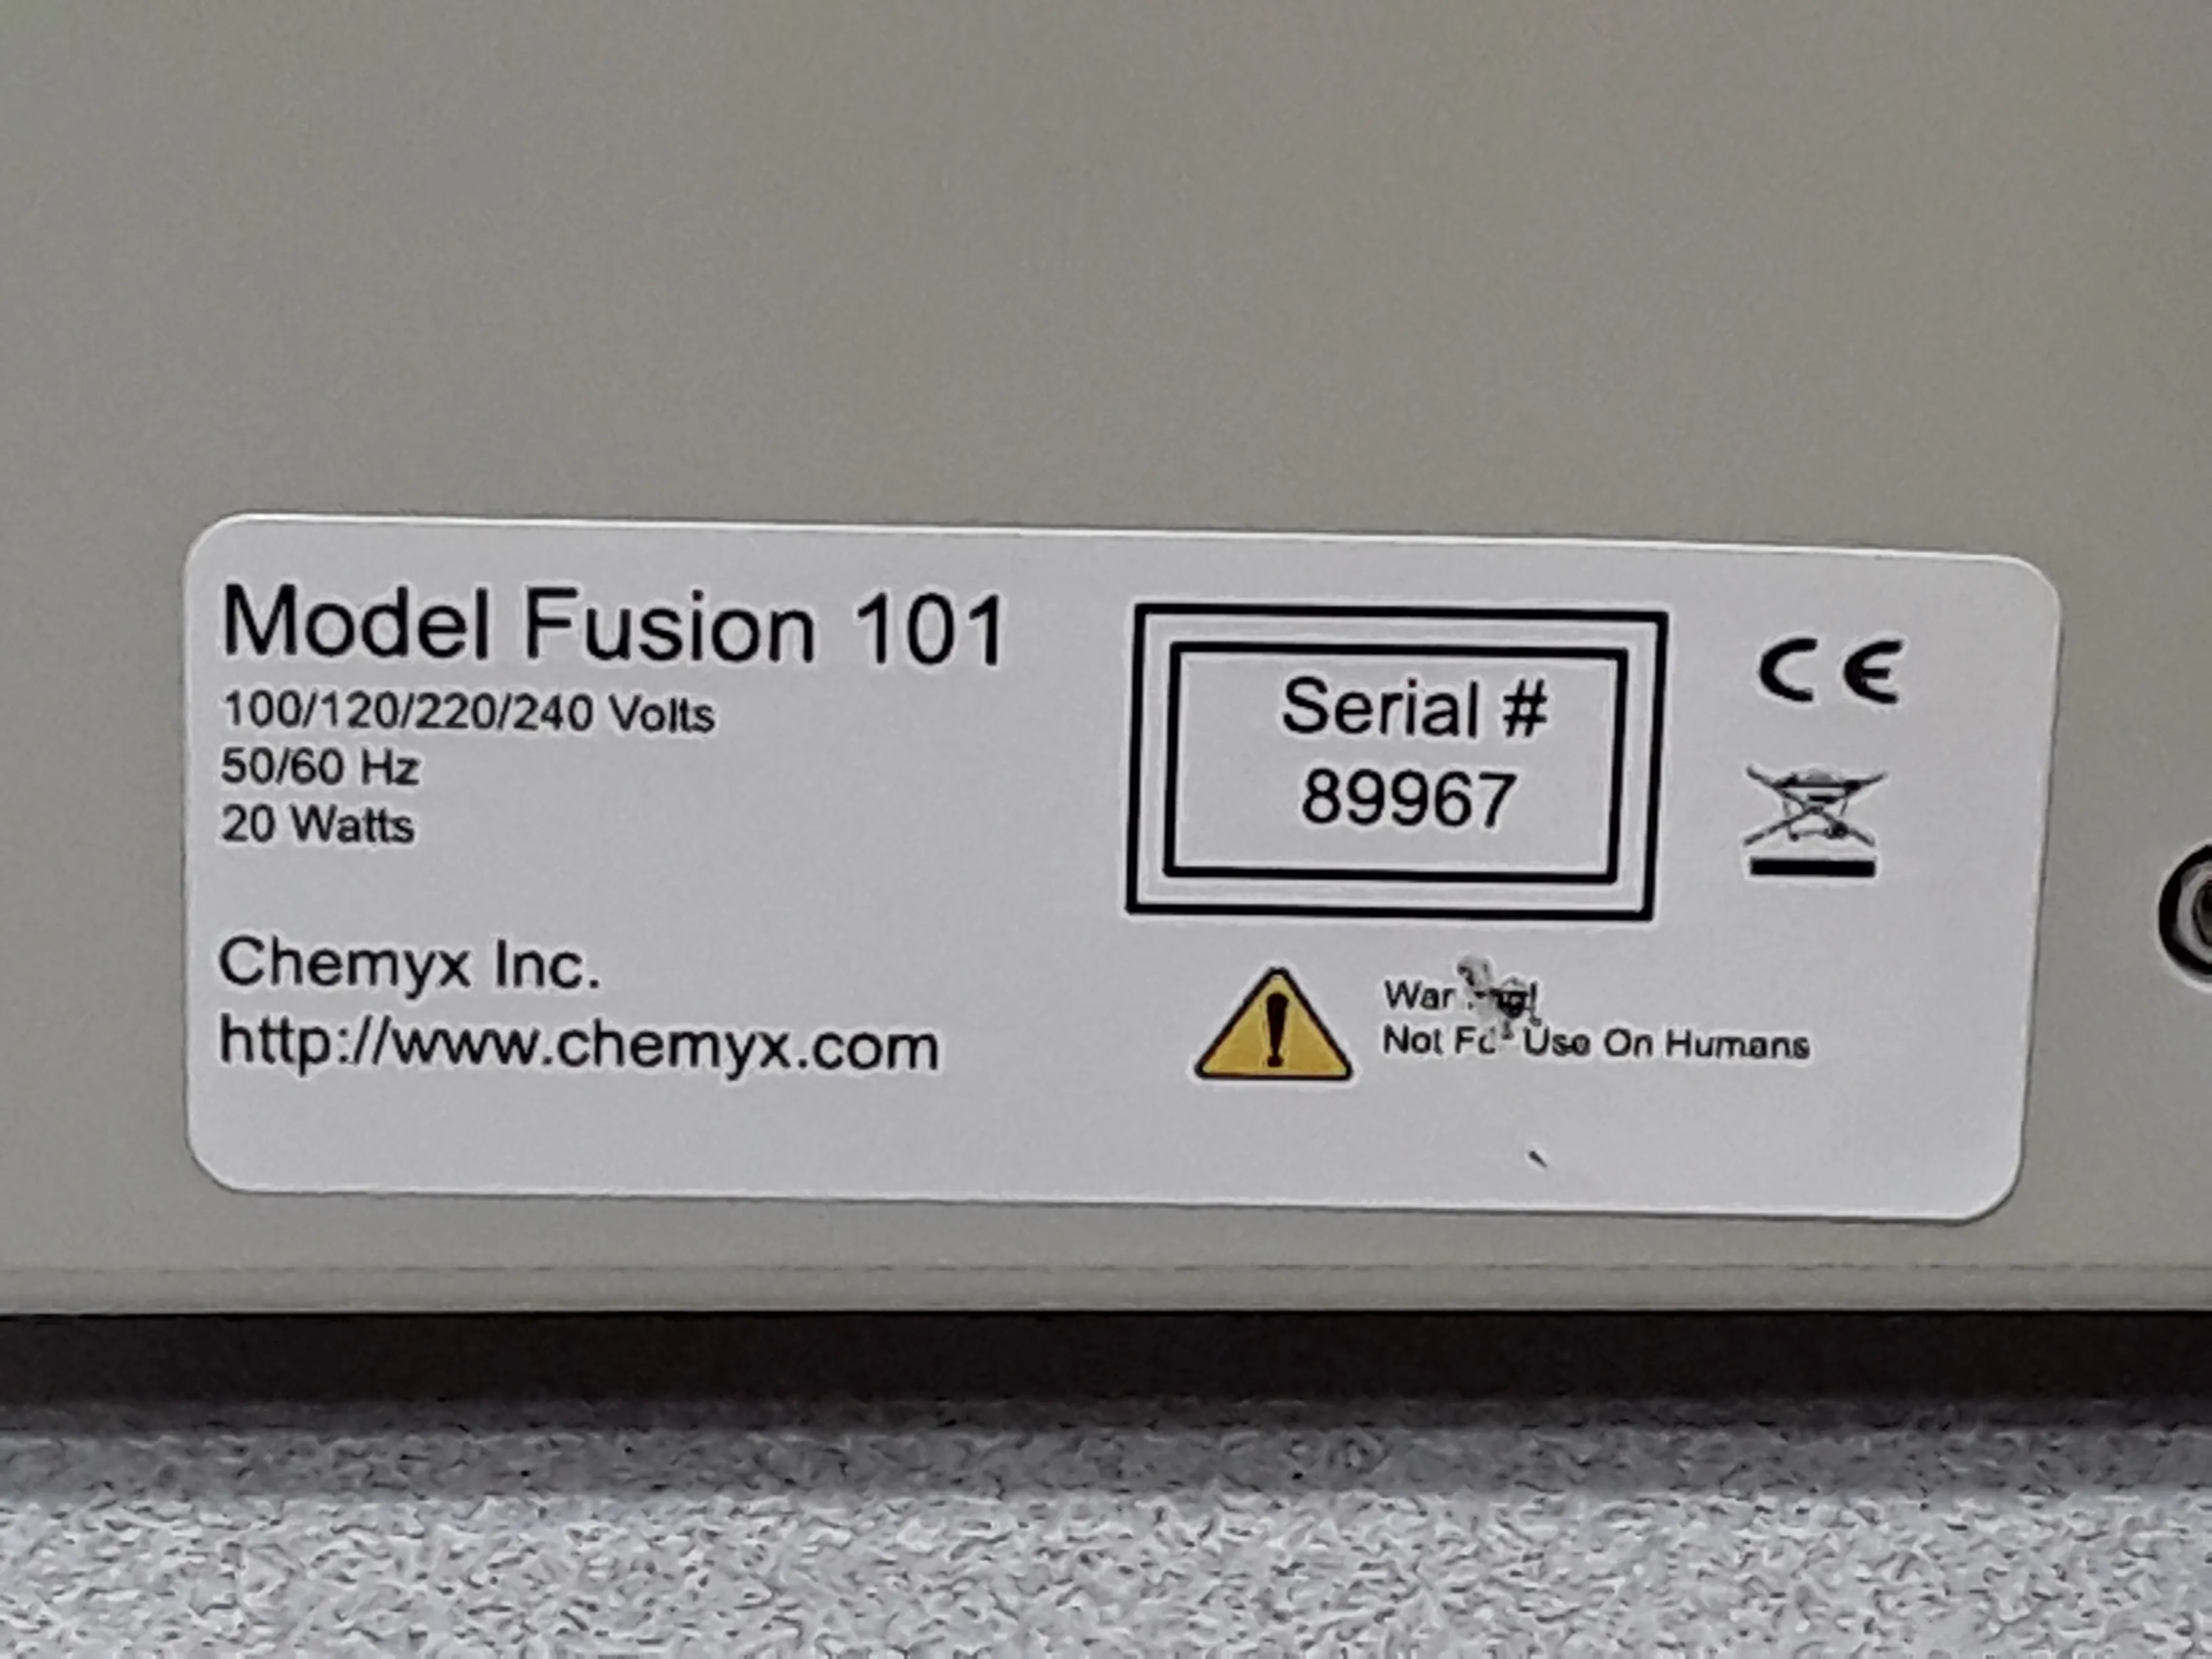 Model Fusion 101
100/120/220/240 Volts
50/60 Hz
20 Watts
Chemyx Inc.
http://www.chemyx.com
Serial #
89967
CE
Not Use On Humans